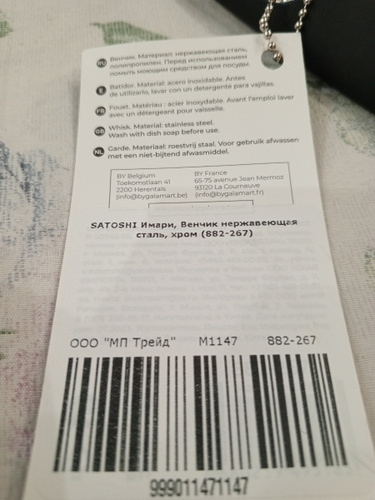 RU Венчик. Материал: нержавеющая сталь,
полипропилен. Перед использованием
помыть моющим средством для посуды.
E Batidor. Material: acero inoxidable. Antes
de utilizarlo, lavar con un detergente para vajillas.
FR Fouet. Matériau : acier inoxydable. Avant l'emploi laver
avec un détergent pour vaisselle.
GB Whisk. Material: stainless steel.
Wash with dish soap before use.
NL Garde. Materiaal: roestvrij staal. Voor gebruik afwassen
met een niet-bijtend afwasmiddel.
BY Belgium BY France
Toekomstlaan 41 65-75 avenue Jean Mermoz
2200 Herentals 93120 La Courneuve
(info@bygalamart.be) (info@bygalamart.fr)
SATOSHI Имари, Венчик нержавеющая
сталь, хром (882-267)
ООО "МП Трейд" М1147 882-267
999011471147